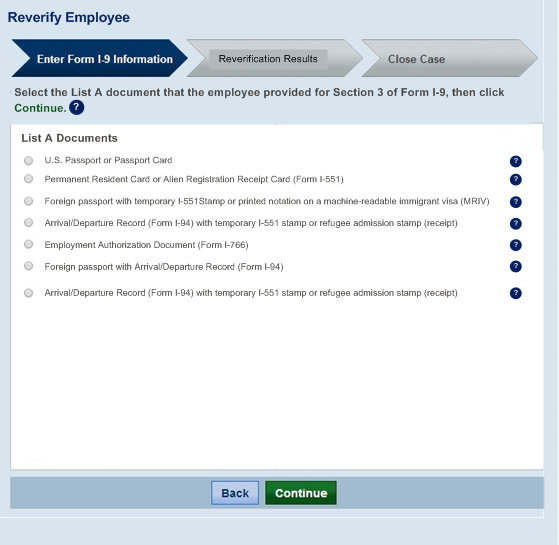 Reverify Employee
Enter Form I-9 Information
Reverification Results
Close Case
Select the List A document that the employee provided for Section 3 of Form I-9, then click
Continue. ?
List A Documents
U.S. Passport or Passport Card ?
Permanent Resident Card or Alien Registration Receipt Card (Form I-551) ?
Foreign passport with temporary I-551Stamp or printed notation on a machine-readable immigrant visa (MRIV) ?
Arrival/Departure Record (Form I-94) with temporary I-551 stamp or refugee admission stamp (receipt) ?
Employment Authorization Document (Form I-766) ?
Foreign passport with Arrival/Departure Record (Form I-94) ?
Arrival/Departure Record (Form I-94) with temporary I-551 stamp or refugee admission stamp (receipt) ?
Back
Continue